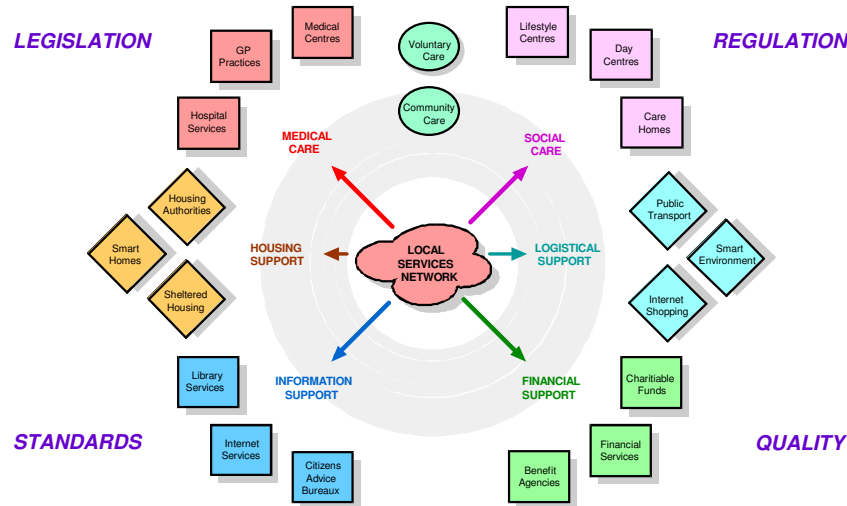 LEGISLATION
REGULATION
Medical
Centres
GP
Practices
Hospital
Services
Voluntary
Care
Community
Care
Lifestyle
Centres
Day
Centres
Care
Homes
MEDICAL
CARE
SOCIAL
CARE
Housing
Authorities
Smart
Homes
Sheltered
Housing
HOUSING
SUPPORT
LOCAL
SERVICES
NETWORK
LOGISTICAL
SUPPORT
Public
Transport
Smart
Environment
Internet
Shopping
INFORMATION
SUPPORT
FINANCIAL
SUPPORT
Library
Services
Internet
Services
Citizens
Advice
Bureaux
Charitiable
Funds
Financial
Services
Benefit
Agencies
STANDARDS
QUALITY